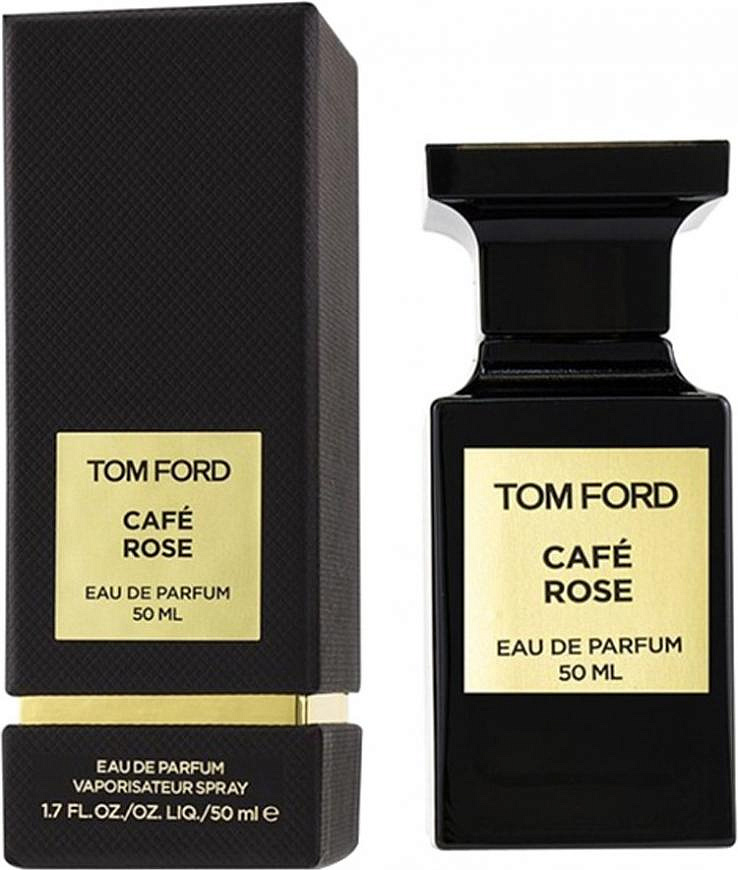 TOM FORD
CAFÉ
ROSE
EAU DE PARFUM
50 ML
EAU DE PARFUM
VAPORISATEUR SPRAY
1.7 FL.OZ./OZ. LIQ./50 ml ℮
TOM FORD
CAFÉ
ROSE
EAU DE PARFUM
50 ML